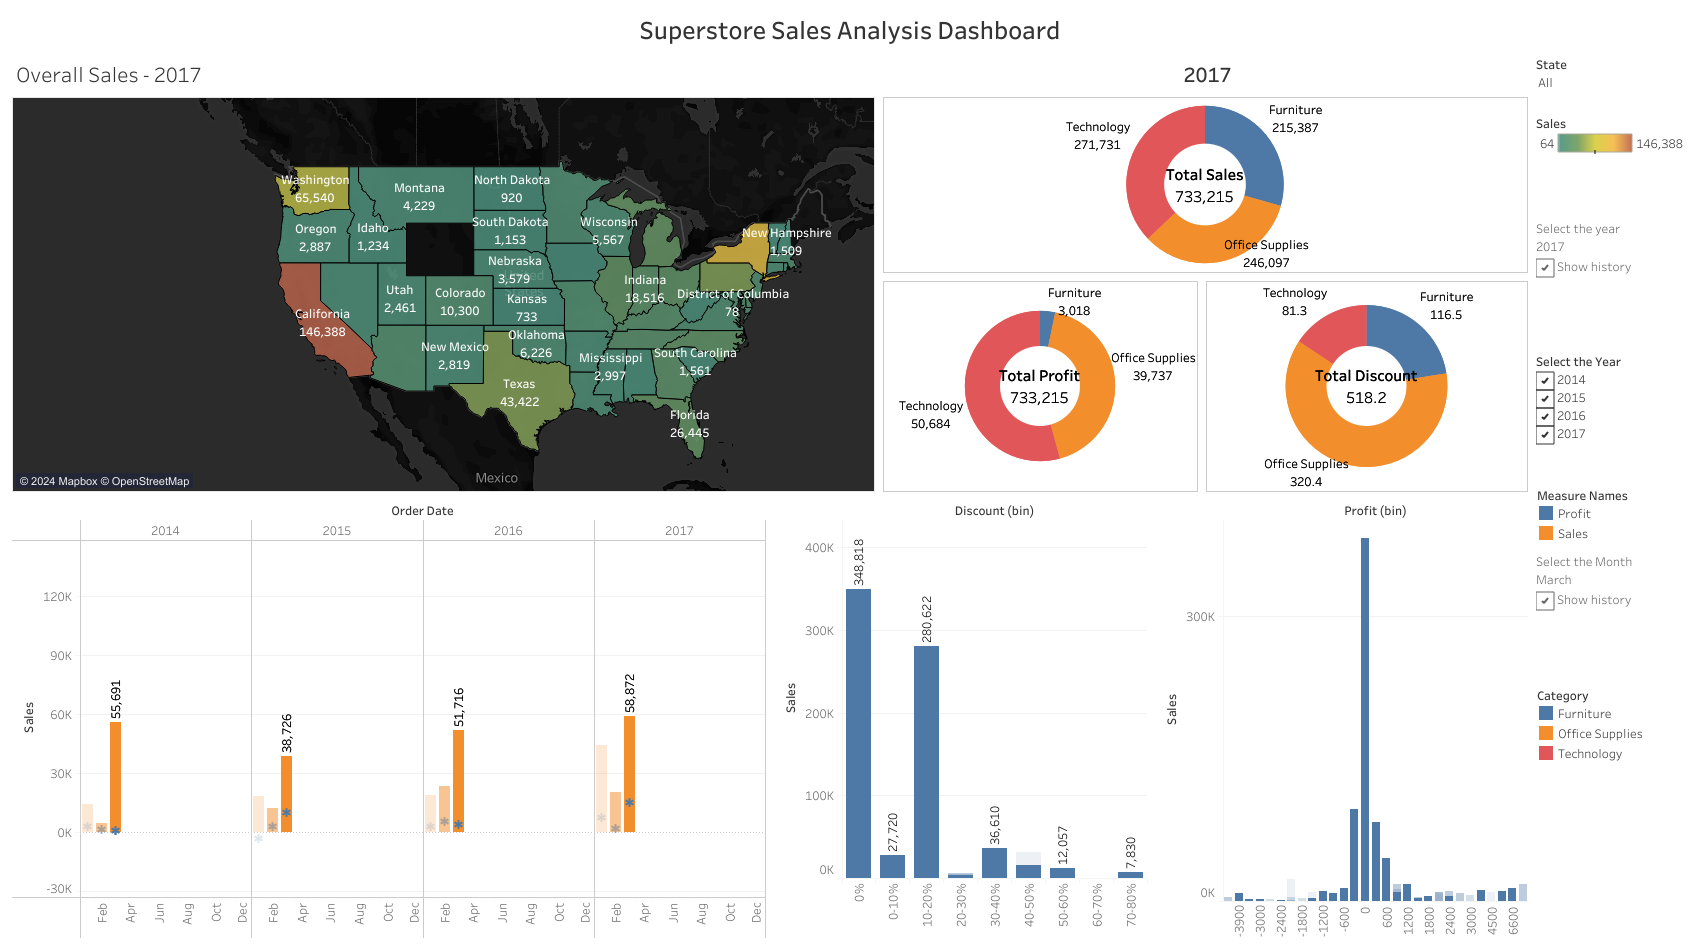 Superstore Sales Analysis Dashboard
Overall Sales - 2017
Washington
65,540
Montana
4,229
North Dakota
920
Oregon
2,887
Idaho
1,234
South Dakota
1,153
Wisconsin
5,567
New Hampshire
1,509
Nebraska
3,579
Utah
2,461
Colorado
10,300
Kansas
733
Indiana
18,516
District of Columbia
78
California
146,388
New Mexico
2,819
Oklahoma
6,226
Mississippi
2,997
South Carolina
1,561
Texas
43,422
Florida
26,445
Mexico
© 2024 Mapbox © OpenStreetMap
2017
Furniture
215,387
Technology
271,731
Total Sales
733,215
Office Supplies
246,097
Furniture
3,018
Office Supplies
39,737
Total Profit
733,215
Technology
50,684
Technology
81.3
Furniture
116.5
Total Discount
518.2
Office Supplies
320.4
State
All
Sales
64 146,388
Select the year
2017
Show history
Select the Year
2014
2015
2016
2017
Measure Names
Profit
Sales
Select the Month
March
Show history
Category
Furniture
Office Supplies
Technology
Order Date
2014 2015 2016 2017
Sales
120K
90K
60K
30K
0K
-30K
55,691
38,726
51,716
58,872
Feb Apr Jun Aug Oct Dec Feb Apr Jun Aug Oct Dec Feb Apr Jun Aug Oct Dec Feb Apr Jun Aug Oct Dec
Discount (bin)
Sales
400K
300K
200K
100K
0K
348,818
27,720
280,622
36,610
12,057
7,830
0% 0-10% 10-20% 20-30% 30-40% 40-50% 50-60% 60-70% 70-80%
Profit (bin)
Sales
300K
0K
-3900 -3000 -2400 -1800 -1200 -600 0 600 1200 1800 2400 3000 4500 6600